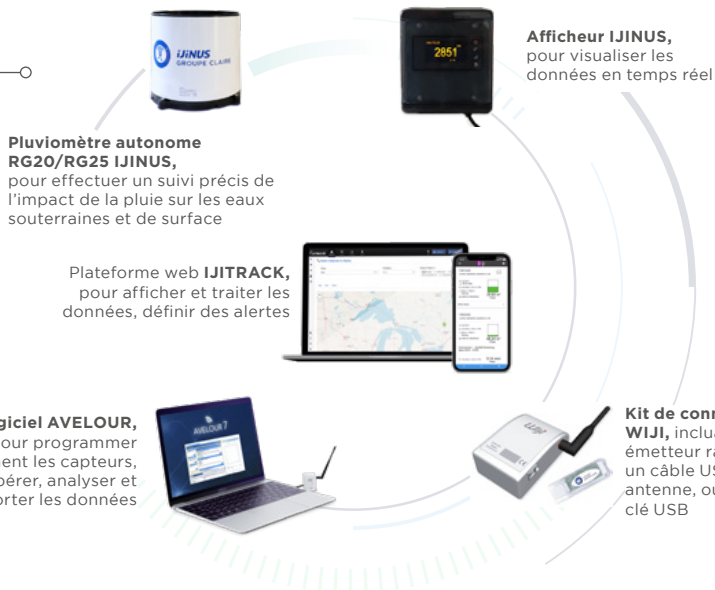 IJINUS
GROUPE CLAIRE
2851
Afficheur IJINUS,
pour visualiser les
données en temps réel
Pluviomètre autonome
RG20/RG25 IJINUS,
pour effectuer un suivi précis de
l'impact de la pluie sur les eaux
souterraines et de surface
Plateforme web IJITRACK,
pour afficher et traiter les
données, définir des alertes
giciel AVELOUR,
our programmer
ent les capteurs,
pérer, analyser et
orter les données
AVELOUR 7
Wiji
Kit de conn
WIJI, inclua
émetteur ra
un câble US
antenne, ou
clé USB